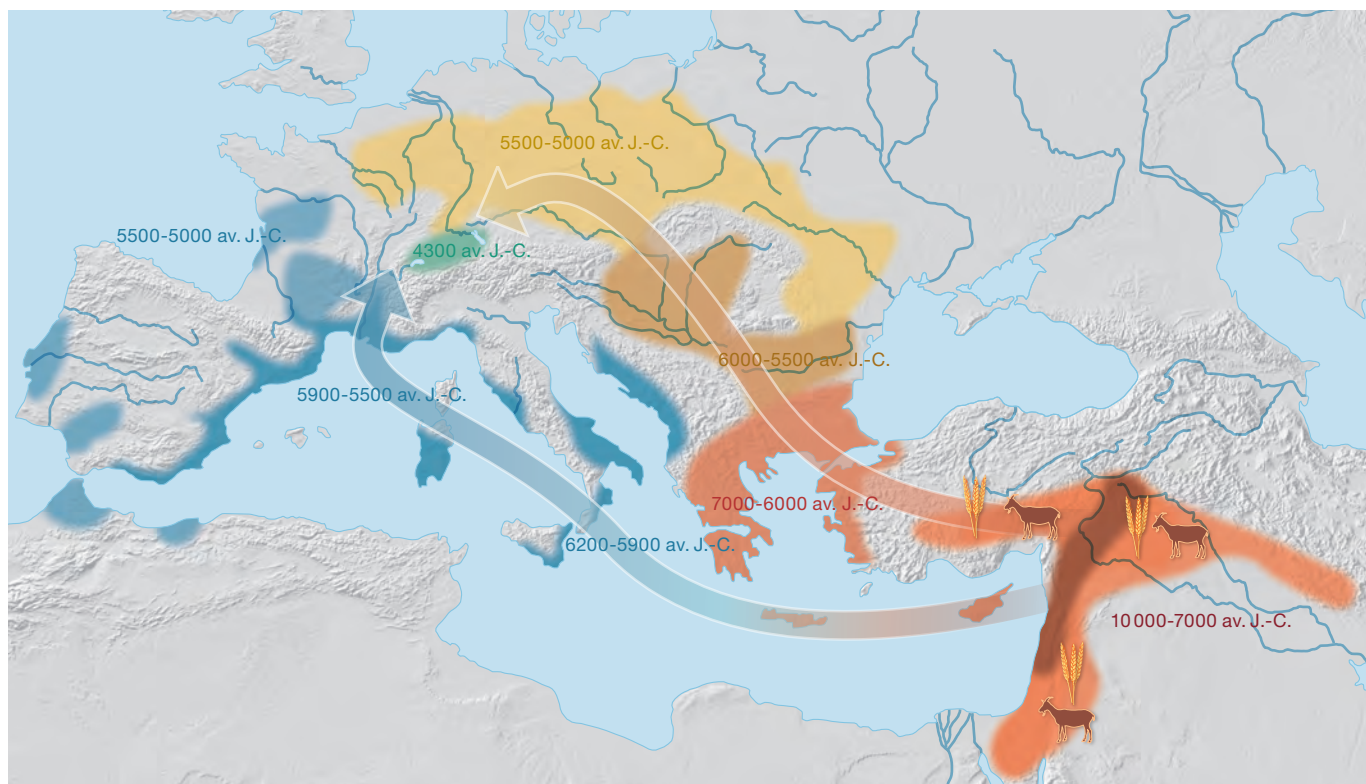 5500-5000 av. J.-C.
5500-5000 av. J.-C.
4300 av. J.-C.
6000-5500 av. J.-C.
5900-5500 av. J.-C.
7000-6000 av. J.-C.
6200-5900 av. J.-C.
10 000-7000 av. J.-C.